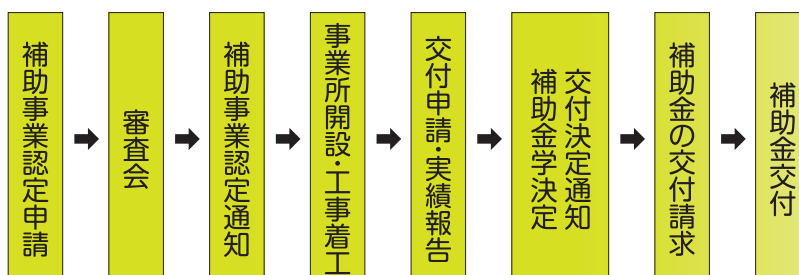 補助事業認定申請
審査会
補助事業認定通知
事業所開設・工事着工
交付申請・実績報告
交付決定通知
補助金学決定
補助金の交付請求
補助金交付